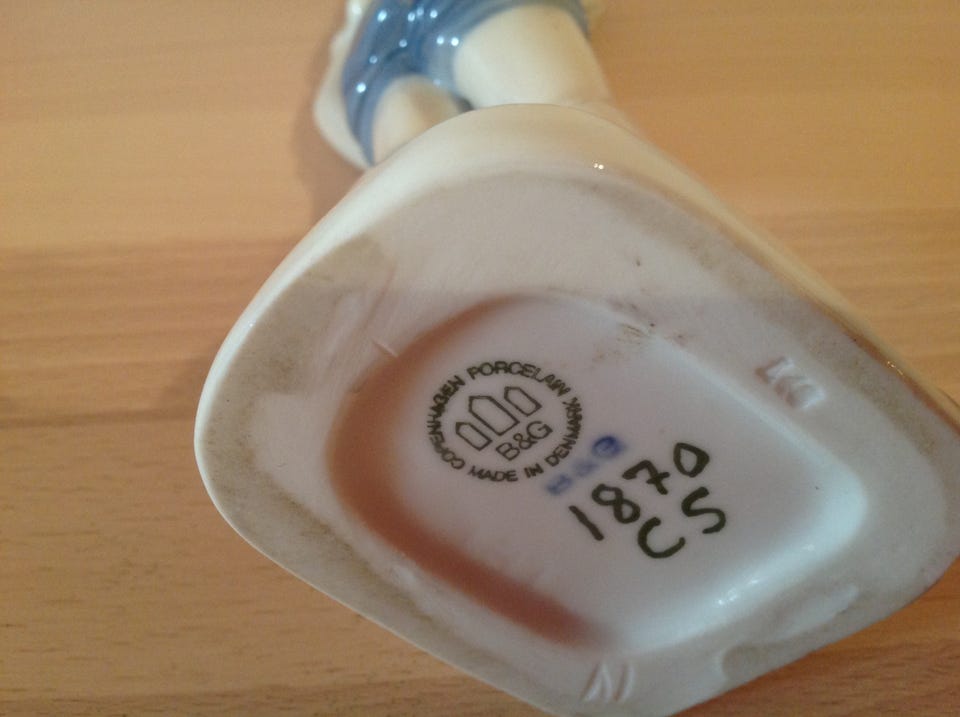 COPENHAGEN PORCELAIN
B&G
MADE IN DENMARK
B&G
1870
CS